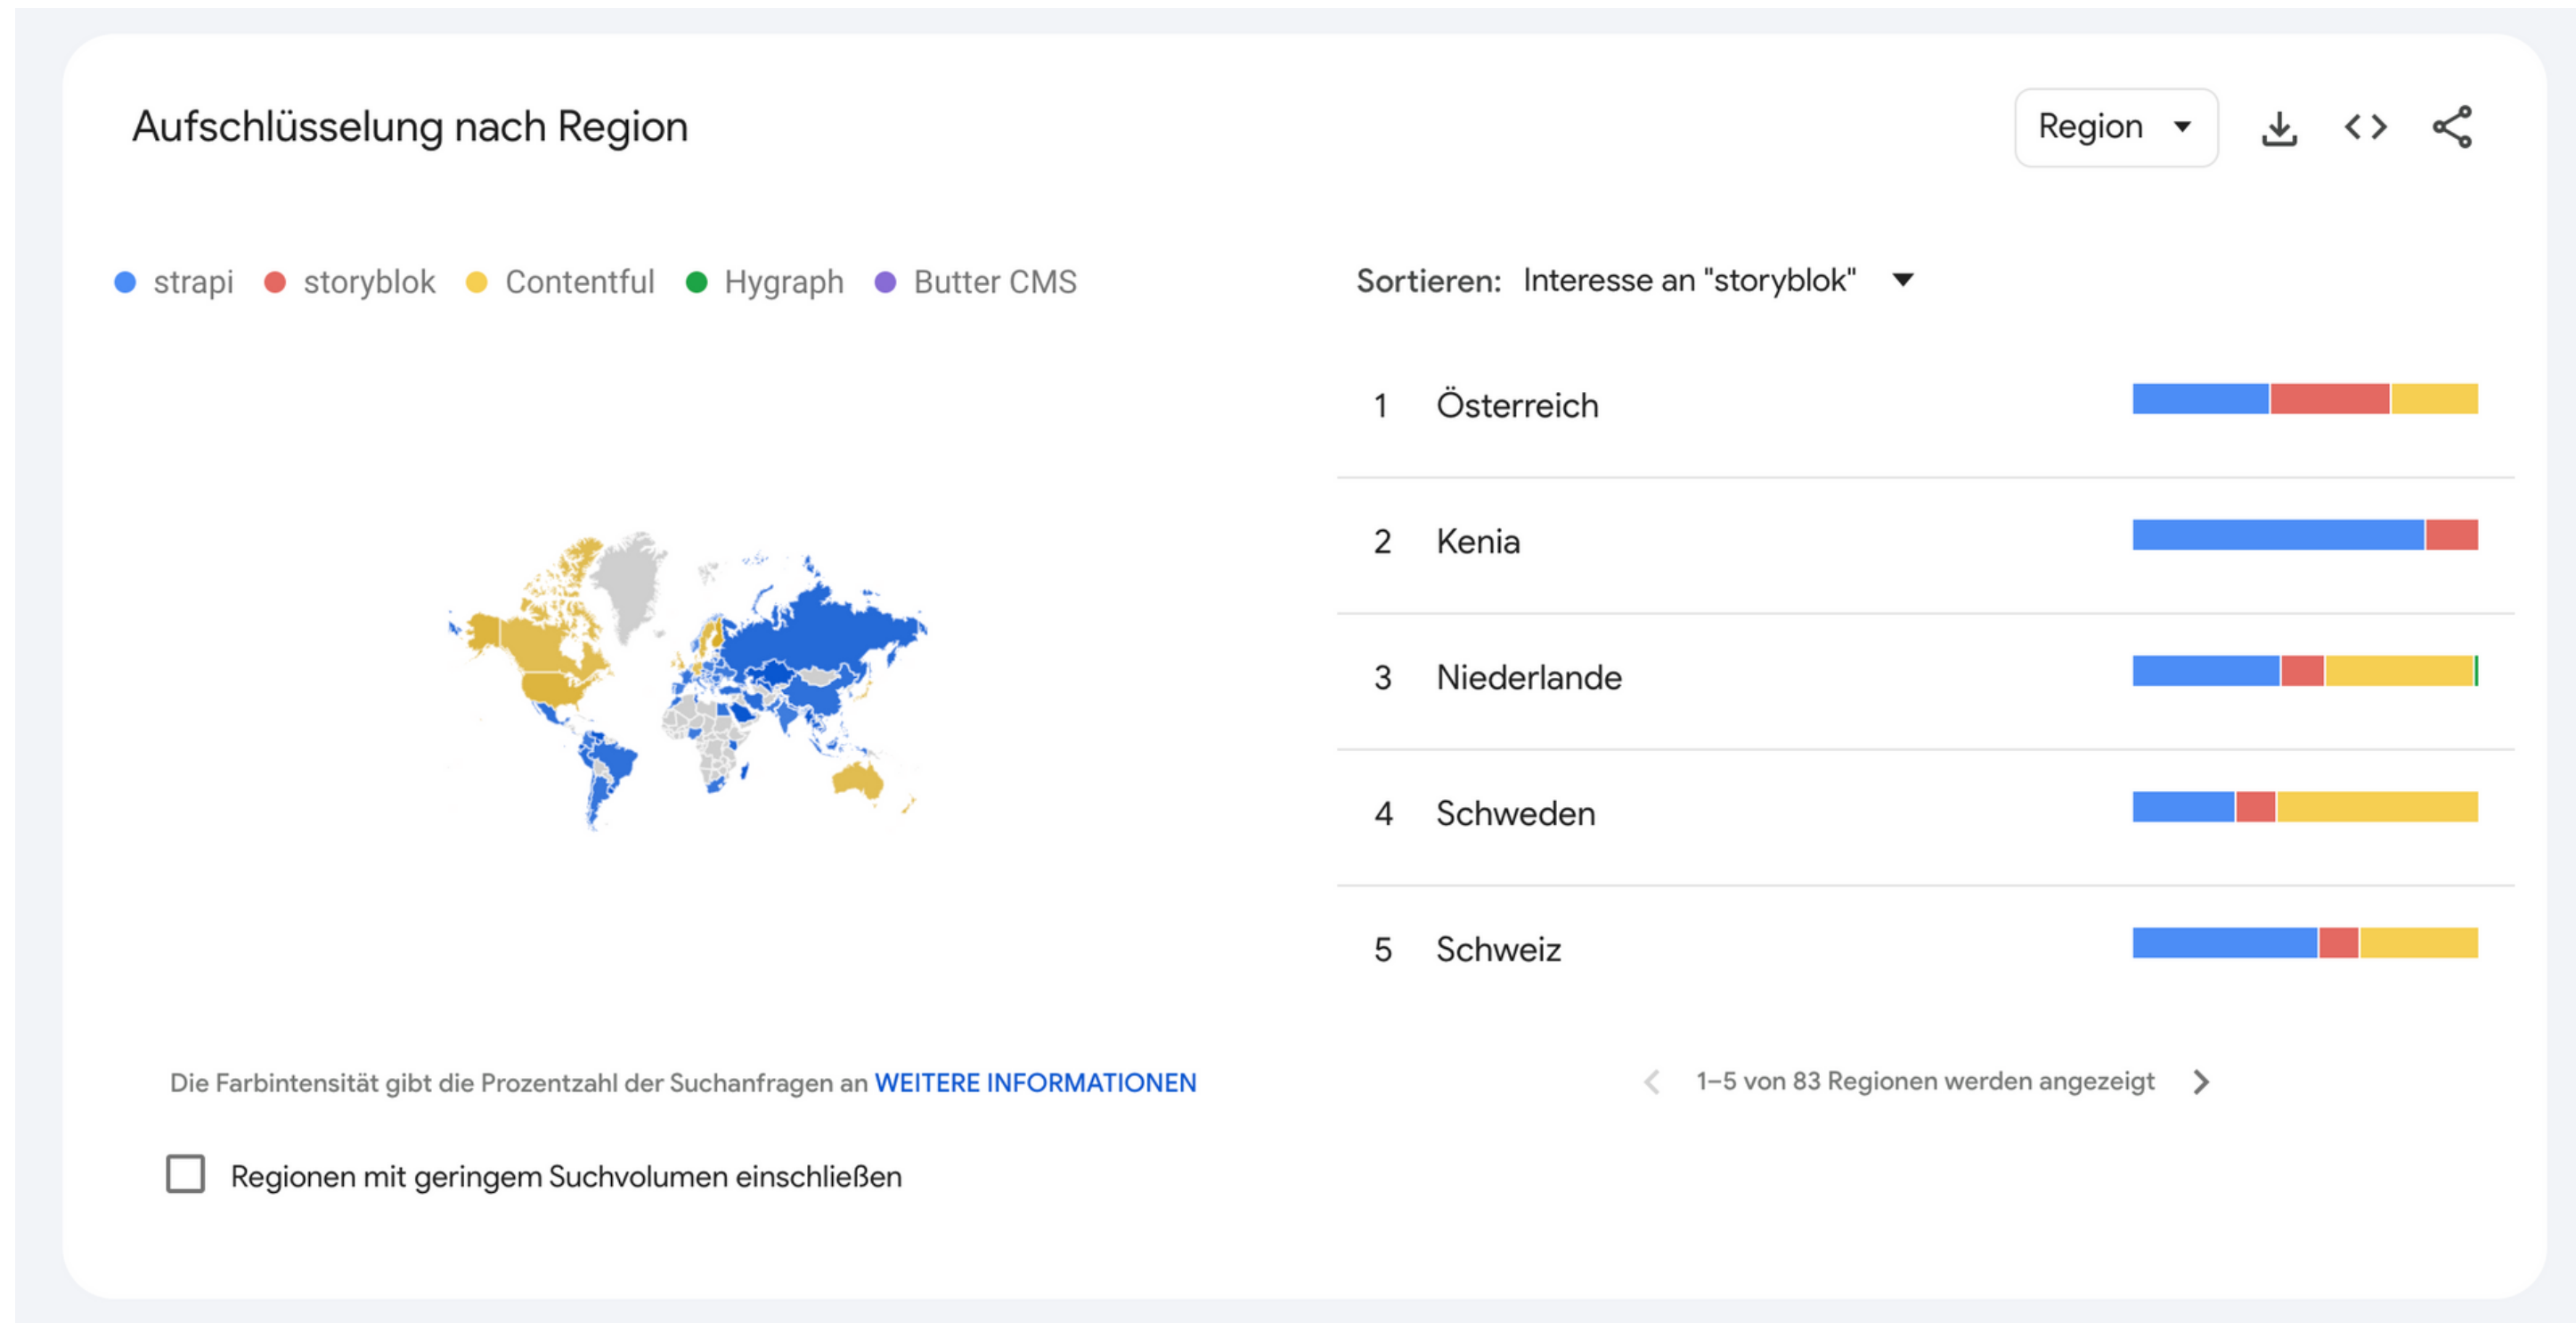 Aufschlüsselung nach Region
Region
strapi storyblok Contentful Hygraph Butter CMS
Sortieren: Interesse an "storyblok"
1 Österreich
2 Kenia
3 Niederlande
4 Schweden
5 Schweiz
Die Farbintensität gibt die Prozentzahl der Suchanfragen an WEITERE INFORMATIONEN
1–5 von 83 Regionen werden angezeigt
Regionen mit geringem Suchvolumen einschließen